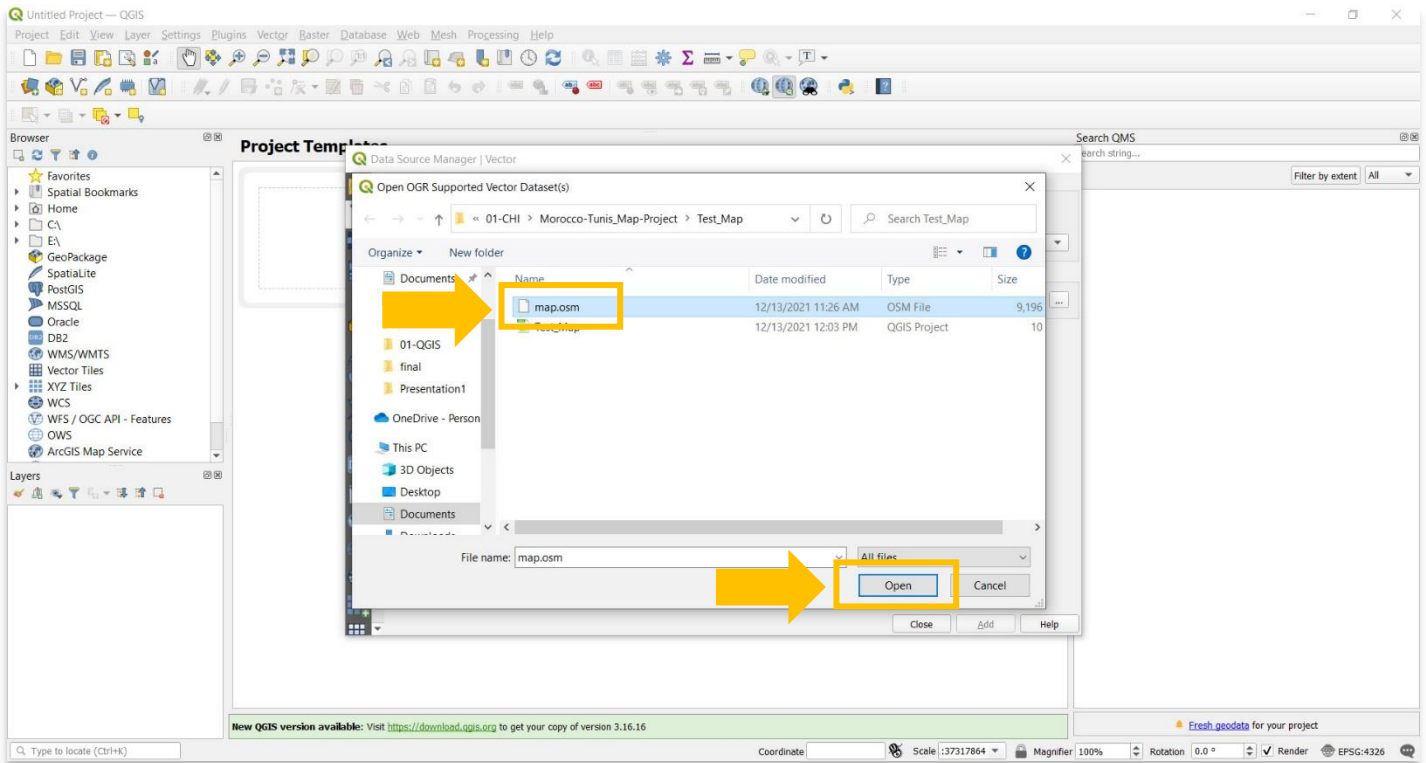 Untitled Project — QGIS
Project Edit View Layer Settings Plugins Vector Raster Database Web Mesh Processing Help
Browser
Favorites
Spatial Bookmarks
Home
C:\
E:\
GeoPackage
SpatiaLite
PostGIS
MSSQL
Oracle
DB2
WMS/WMTS
Vector Tiles
XYZ Tiles
WCS
WFS / OGC API - Features
OWS
ArcGIS Map Service
Layers
Project Templates
Data Source Manager | Vector
Open OGR Supported Vector Dataset(s)
« 01-CHI > Morocco-Tunis_Map-Project > Test_Map
Search Test_Map
Organize New folder
Documents
01-QGIS
final
Presentation1
OneDrive - Person
This PC
3D Objects
Desktop
Documents
Downloads
Name Date modified Type Size
map.osm 12/13/2021 11:26 AM OSM File 9,196
Test_Map 12/13/2021 12:03 PM QGIS Project 10
File name: map.osm All files
Open Cancel
Close Add Help
Search QMS
earch string...
Filter by extent All
New QGIS version available: Visit https://download.qgis.org to get your copy of version 3.16.16
Fresh geodata for your project
Type to locate (Ctrl+K) Coordinate Scale :37317864 Magnifier 100% Rotation 0.0 ° Render EPSG:4326